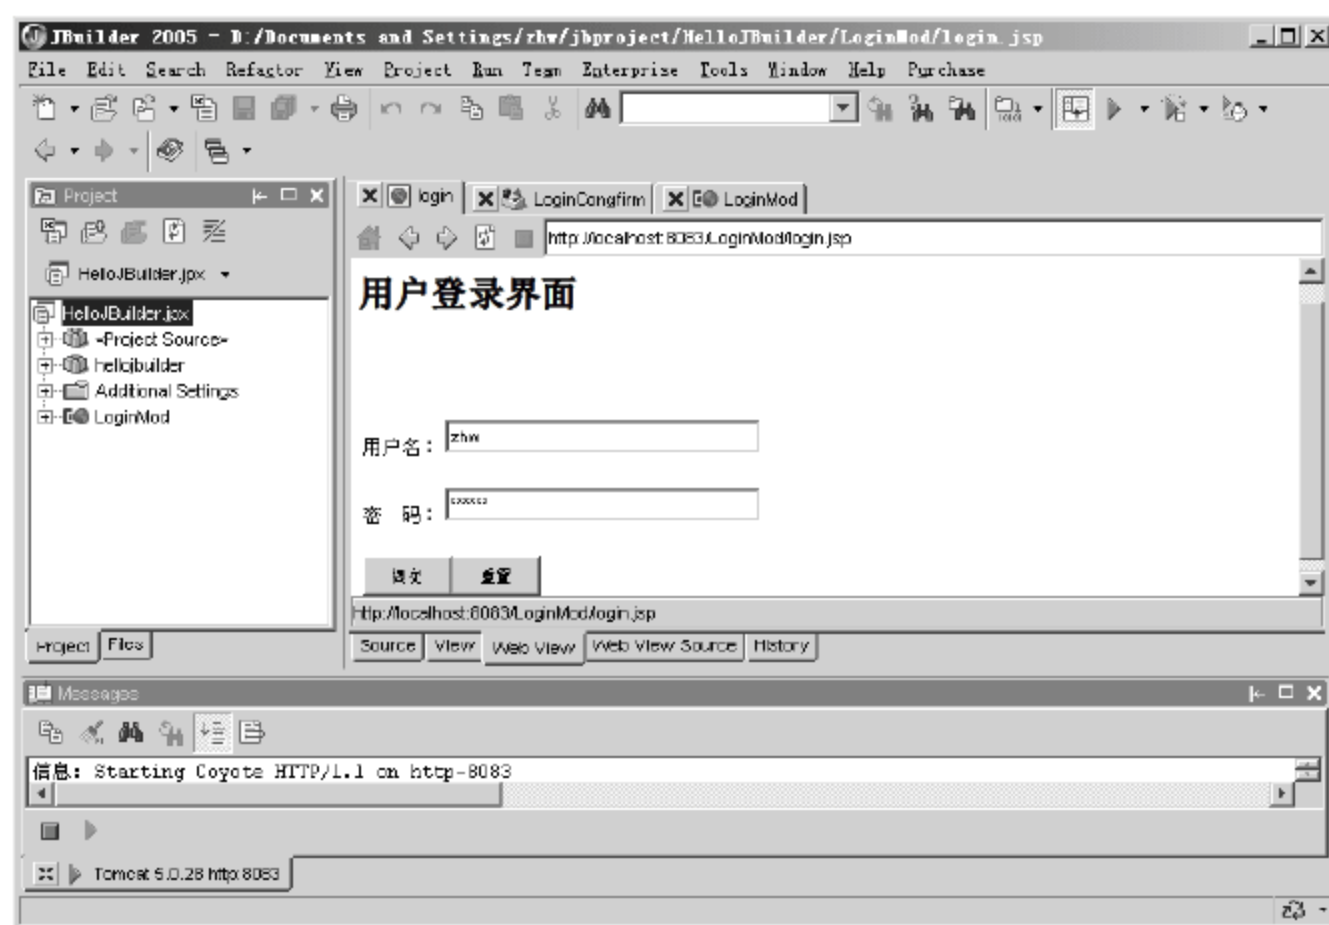 JBuilder 2005 - D:/Documents and Settings/zhw/jbproject/HelloJBuilder/LoginMod/login.jsp
File Edit Search Refactor View Project Run Team Enterprise Tools Window Help Purchase
Project
HelloJBuilder.jpx
HelloJBuilder.jpx
<Project Source>
hellojbuilder
Additional Settings
LoginMod
Project Files
login LoginCongfirm LoginMod
http://localhost:8083/LoginMod/login.jsp
用户登录界面
用户名: zhw
密 码: ******
提交 重置
http://localhost:8083/LoginMod/login.jsp
Source View Web View Web View Source History
Messages
信息: Starting Coyote HTTP/1.1 on http-8083
Tomcat 5.0.28 http:8083